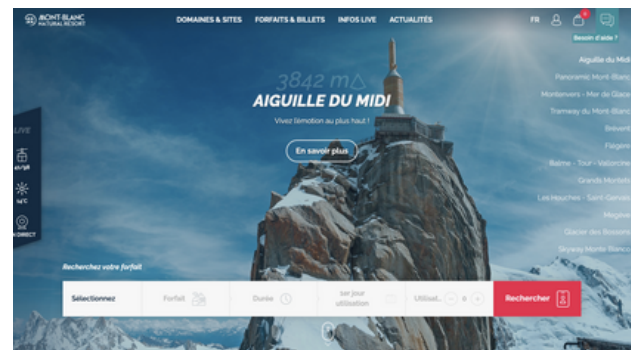 MONT-BLANC
NATURAL RESORT
DOMAINES & SITES
FORFAITS & BILLETS
INFOS LIVE
ACTUALITÉS
FR
Besoin d'aide ?
3842 m
AIGUILLE DU MIDI
Vivez l'émotion au plus haut !
En savoir plus
Aiguille du Midi
Panoramic Mont-Blanc
Montenvers - Mer de Glace
Tramway du Mont-Blanc
Brévent
Flégère
Balme - Tour - Vallorcine
Grands Montets
Les Houches - Saint-Gervais
Megève
Glacier des Bossons
Skyway Monte Bianco
LIVE
N DIRECT
Recherchez votre forfait
Sélectionnez
Forfait
Durée
1er jour
utilisation
Utilisat..
0
Rechercher